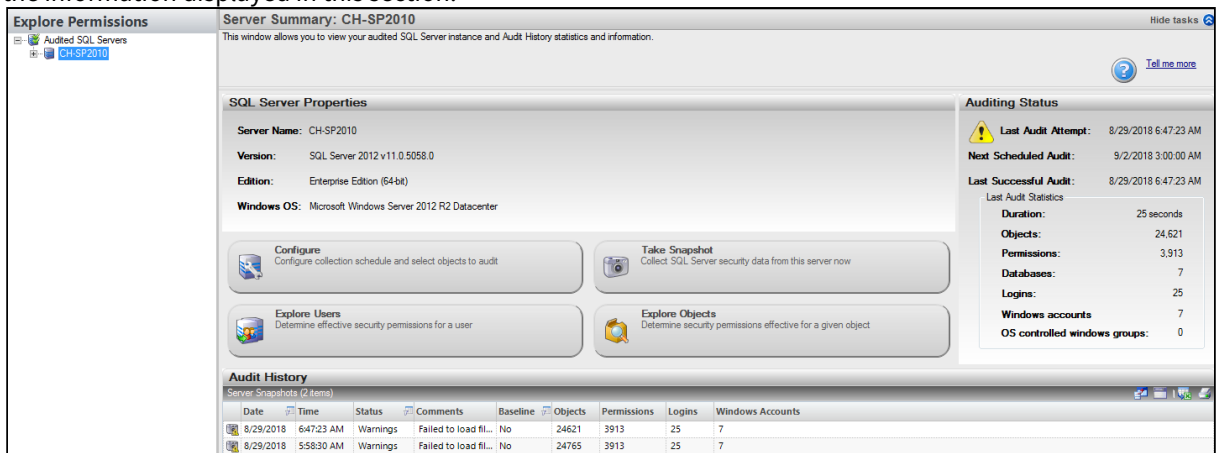 the information displayed in this section.
Explore Permissions
Audited SQL Servers
CH-SP2010
Server Summary: CH-SP2010
Hide tasks
This window allows you to view your audited SQL Server instance and Audit History statistics and information.
Tell me more
SQL Server Properties
Server Name: CH-SP2010
Version: SQL Server 2012 v11.0.5058.0
Edition: Enterprise Edition (64-bit)
Windows OS: Microsoft Windows Server 2012 R2 Datacenter
Configure
Configure collection schedule and select objects to audit
Take Snapshot
Collect SQL Server security data from this server now
Explore Users
Determine effective security permissions for a user
Explore Objects
Determine security permissions effective for a given object
Auditing Status
Last Audit Attempt: 8/29/2018 6:47:23 AM
Next Scheduled Audit: 9/2/2018 3:00:00 AM
Last Successful Audit: 8/29/2018 6:47:23 AM
Last Audit Statistics
Duration: 25 seconds
Objects: 24,621
Permissions: 3,913
Databases: 7
Logins: 25
Windows accounts 7
OS controlled windows groups: 0
Audit History
Server Snapshots (2 items)
Date Time Status Comments Baseline Objects Permissions Logins Windows Accounts
8/29/2018 6:47:23 AM Warnings Failed to load fil... No 24621 3913 25 7
8/29/2018 5:58:30 AM Warnings Failed to load fil... No 24765 3913 25 7